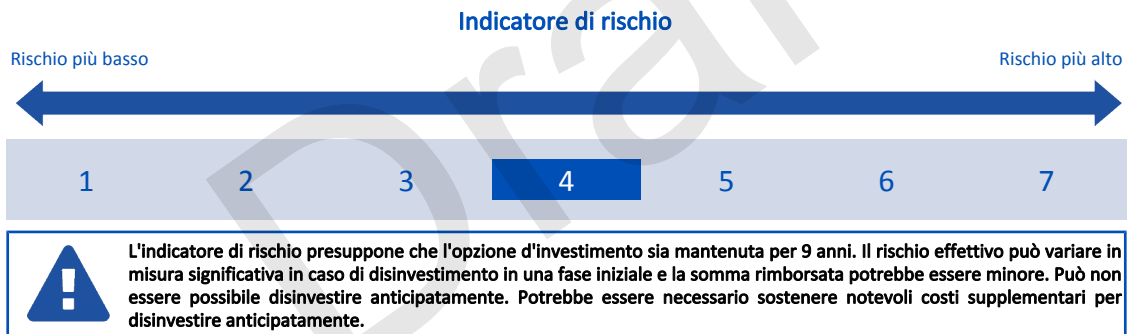 Indicatore di rischio
Rischio più basso Rischio più alto
1 2 3 4 5 6 7
L'indicatore di rischio presuppone che l'opzione d'investimento sia mantenuta per 9 anni. Il rischio effettivo può variare in
misura significativa in caso di disinvestimento in una fase iniziale e la somma rimborsata potrebbe essere minore. Può non
essere possibile disinvestire anticipatamente. Potrebbe essere necessario sostenere notevoli costi supplementari per
disinvestire anticipatamente.